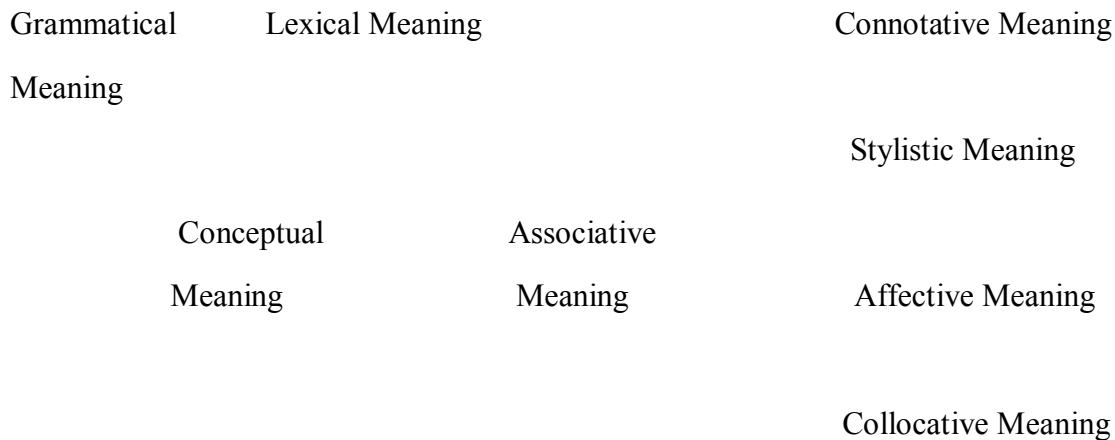 Grammatical Lexical Meaning Connotative Meaning
Meaning
Stylistic Meaning
Conceptual Associative
Meaning Meaning Affective Meaning
Collocative Meaning